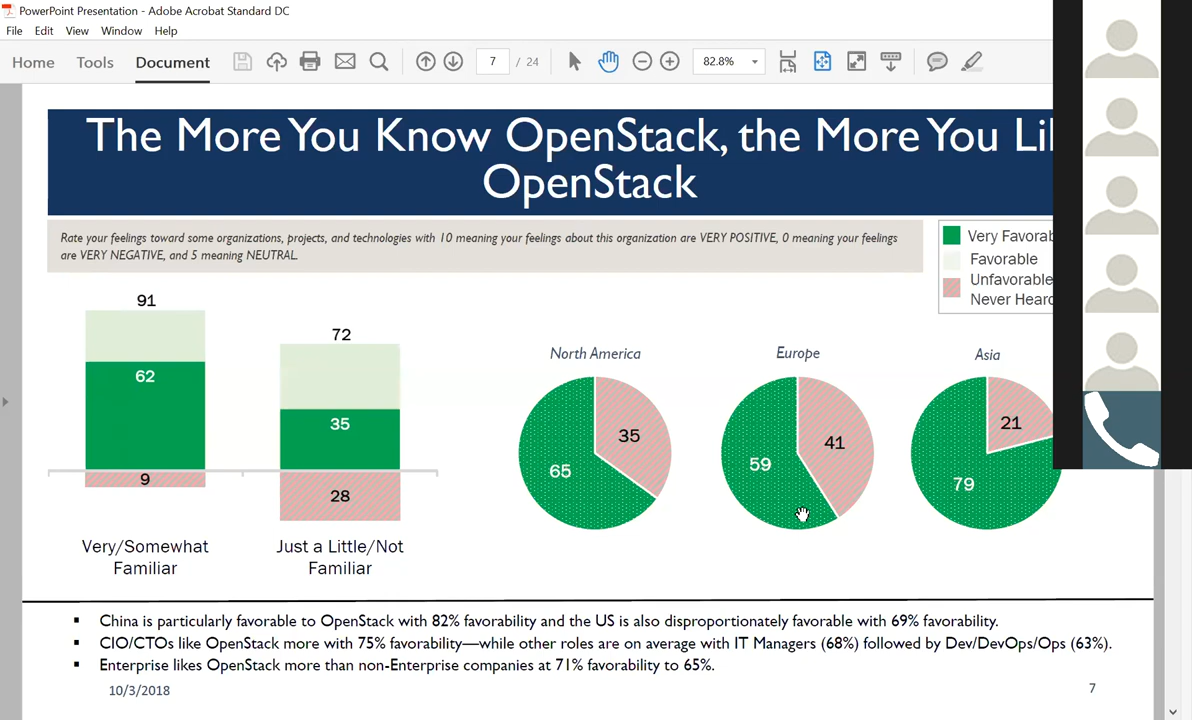 PowerPoint Presentation - Adobe Acrobat Standard DC
File Edit View Window Help
Home Tools Document 7 / 24 82.8%
The More You Know OpenStack, the More You Li
OpenStack
Rate your feelings toward some organizations, projects, and technologies with 10 meaning your feelings about this organization are VERY POSITIVE, 0 meaning your feelings
are VERY NEGATIVE, and 5 meaning NEUTRAL.
Very Favorab
Favorable
Unfavorable
Never Heard
91
62
9
Very/Somewhat
Familiar
72
35
28
Just a Little/Not
Familiar
North America
35
65
Europe
41
59
Asia
21
79
▪ China is particularly favorable to OpenStack with 82% favorability and the US is also disproportionately favorable with 69% favorability.
▪ CIO/CTOs like OpenStack more with 75% favorability—while other roles are on average with IT Managers (68%) followed by Dev/DevOps/Ops (63%).
▪ Enterprise likes OpenStack more than non-Enterprise companies at 71% favorability to 65%.
10/3/2018
7